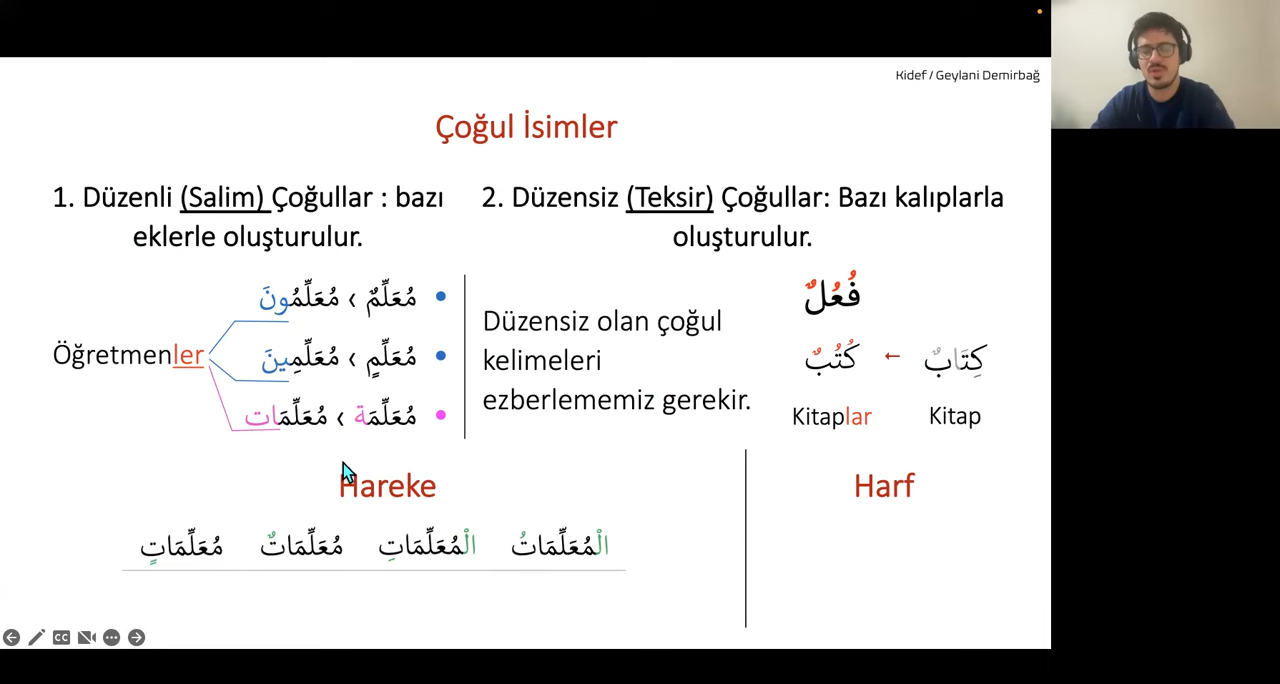 Kidef / Geylani Demirbağ
Çoğul İsimler
1. Düzenli (Salim) Çoğullar : bazı
eklerle oluşturulur.
مُعَلِّمٌ › مُعَلِّمُونَ
مُعَلِّمٍ › مُعَلِّمِينَ
مُعَلِّمَة › مُعَلِّمَات
Öğretmenler
2. Düzensiz (Teksir) Çoğullar: Bazı kalıplarla
oluşturulur.
Düzensiz olan çoğul
kelimeleri
ezberlememiz gerekir.
فُعُلٌ
كِتَابٌ ← كُتُبٌ
Kitaplar Kitap
Hareke
الْمُعَلِّمَاتُ الْمُعَلِّمَاتِ مُعَلِّمَاتٌ مُعَلِّمَاتٍ
Harf
CC